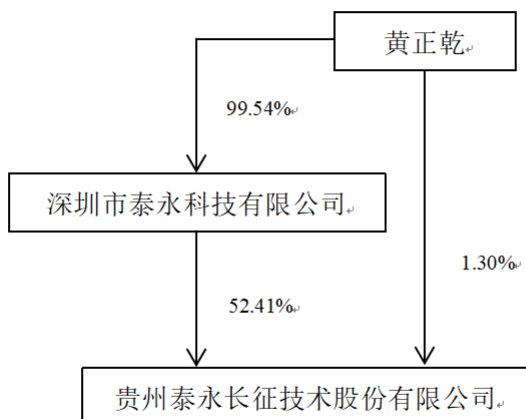 黄正乾
99.54%
深圳市泰永科技有限公司
1.30%
52.41%
贵州泰永长征技术股份有限公司